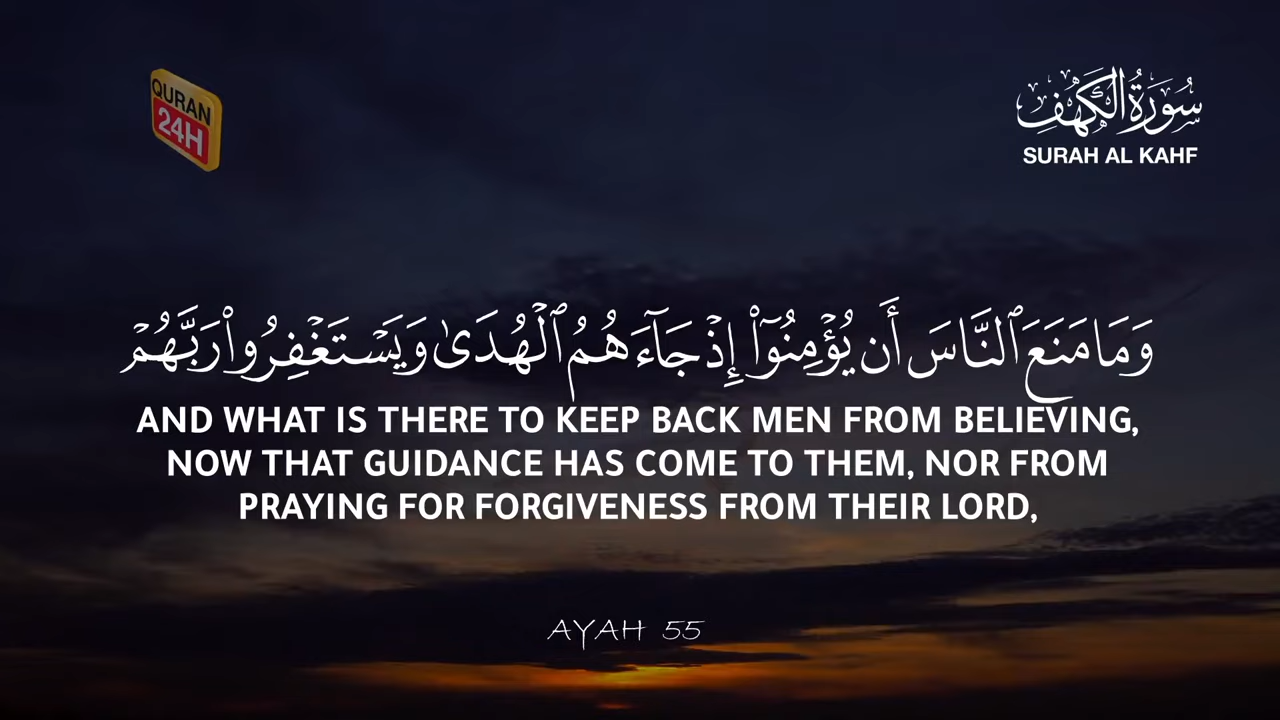 QURAN
24H
سُورَةُ الكَهْفِ
SURAH AL KAHF
وَمَا مَنَعَ ٱلنَّاسَ أَن يُؤْمِنُوٓا۟ إِذْ جَآءَهُمُ ٱلْهُدَىٰ وَيَسْتَغْفِرُوا۟ رَبَّهُمْ
AND WHAT IS THERE TO KEEP BACK MEN FROM BELIEVING,
NOW THAT GUIDANCE HAS COME TO THEM, NOR FROM
PRAYING FOR FORGIVENESS FROM THEIR LORD,
AYAH 55